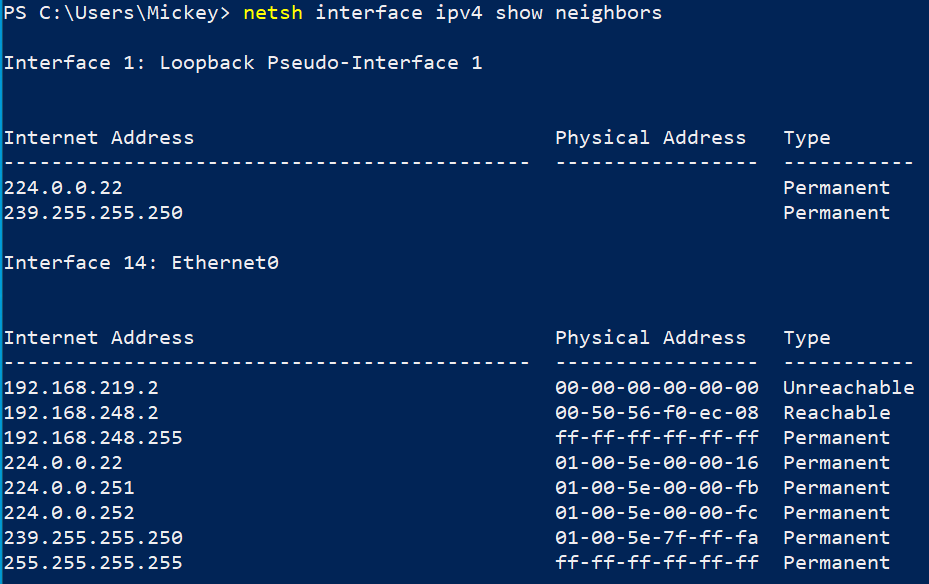 PS C:\Users\Mickey> netsh interface ipv4 show neighbors
Interface 1: Loopback Pseudo-Interface 1
Internet Address                               Physical Address   Type
---------------------------------------------  -----------------  -----------
224.0.0.22                                                        Permanent
239.255.255.250                                                   Permanent
Interface 14: Ethernet0
Internet Address                               Physical Address   Type
---------------------------------------------  -----------------  -----------
192.168.219.2                                  00-00-00-00-00-00  Unreachable
192.168.248.2                                  00-50-56-f0-ec-08  Reachable
192.168.248.255                                ff-ff-ff-ff-ff-ff  Permanent
224.0.0.22                                     01-00-5e-00-00-16  Permanent
224.0.0.251                                    01-00-5e-00-00-fb  Permanent
224.0.0.252                                    01-00-5e-00-00-fc  Permanent
239.255.255.250                                01-00-5e-7f-ff-fa  Permanent
255.255.255.255                                ff-ff-ff-ff-ff-ff  Permanent